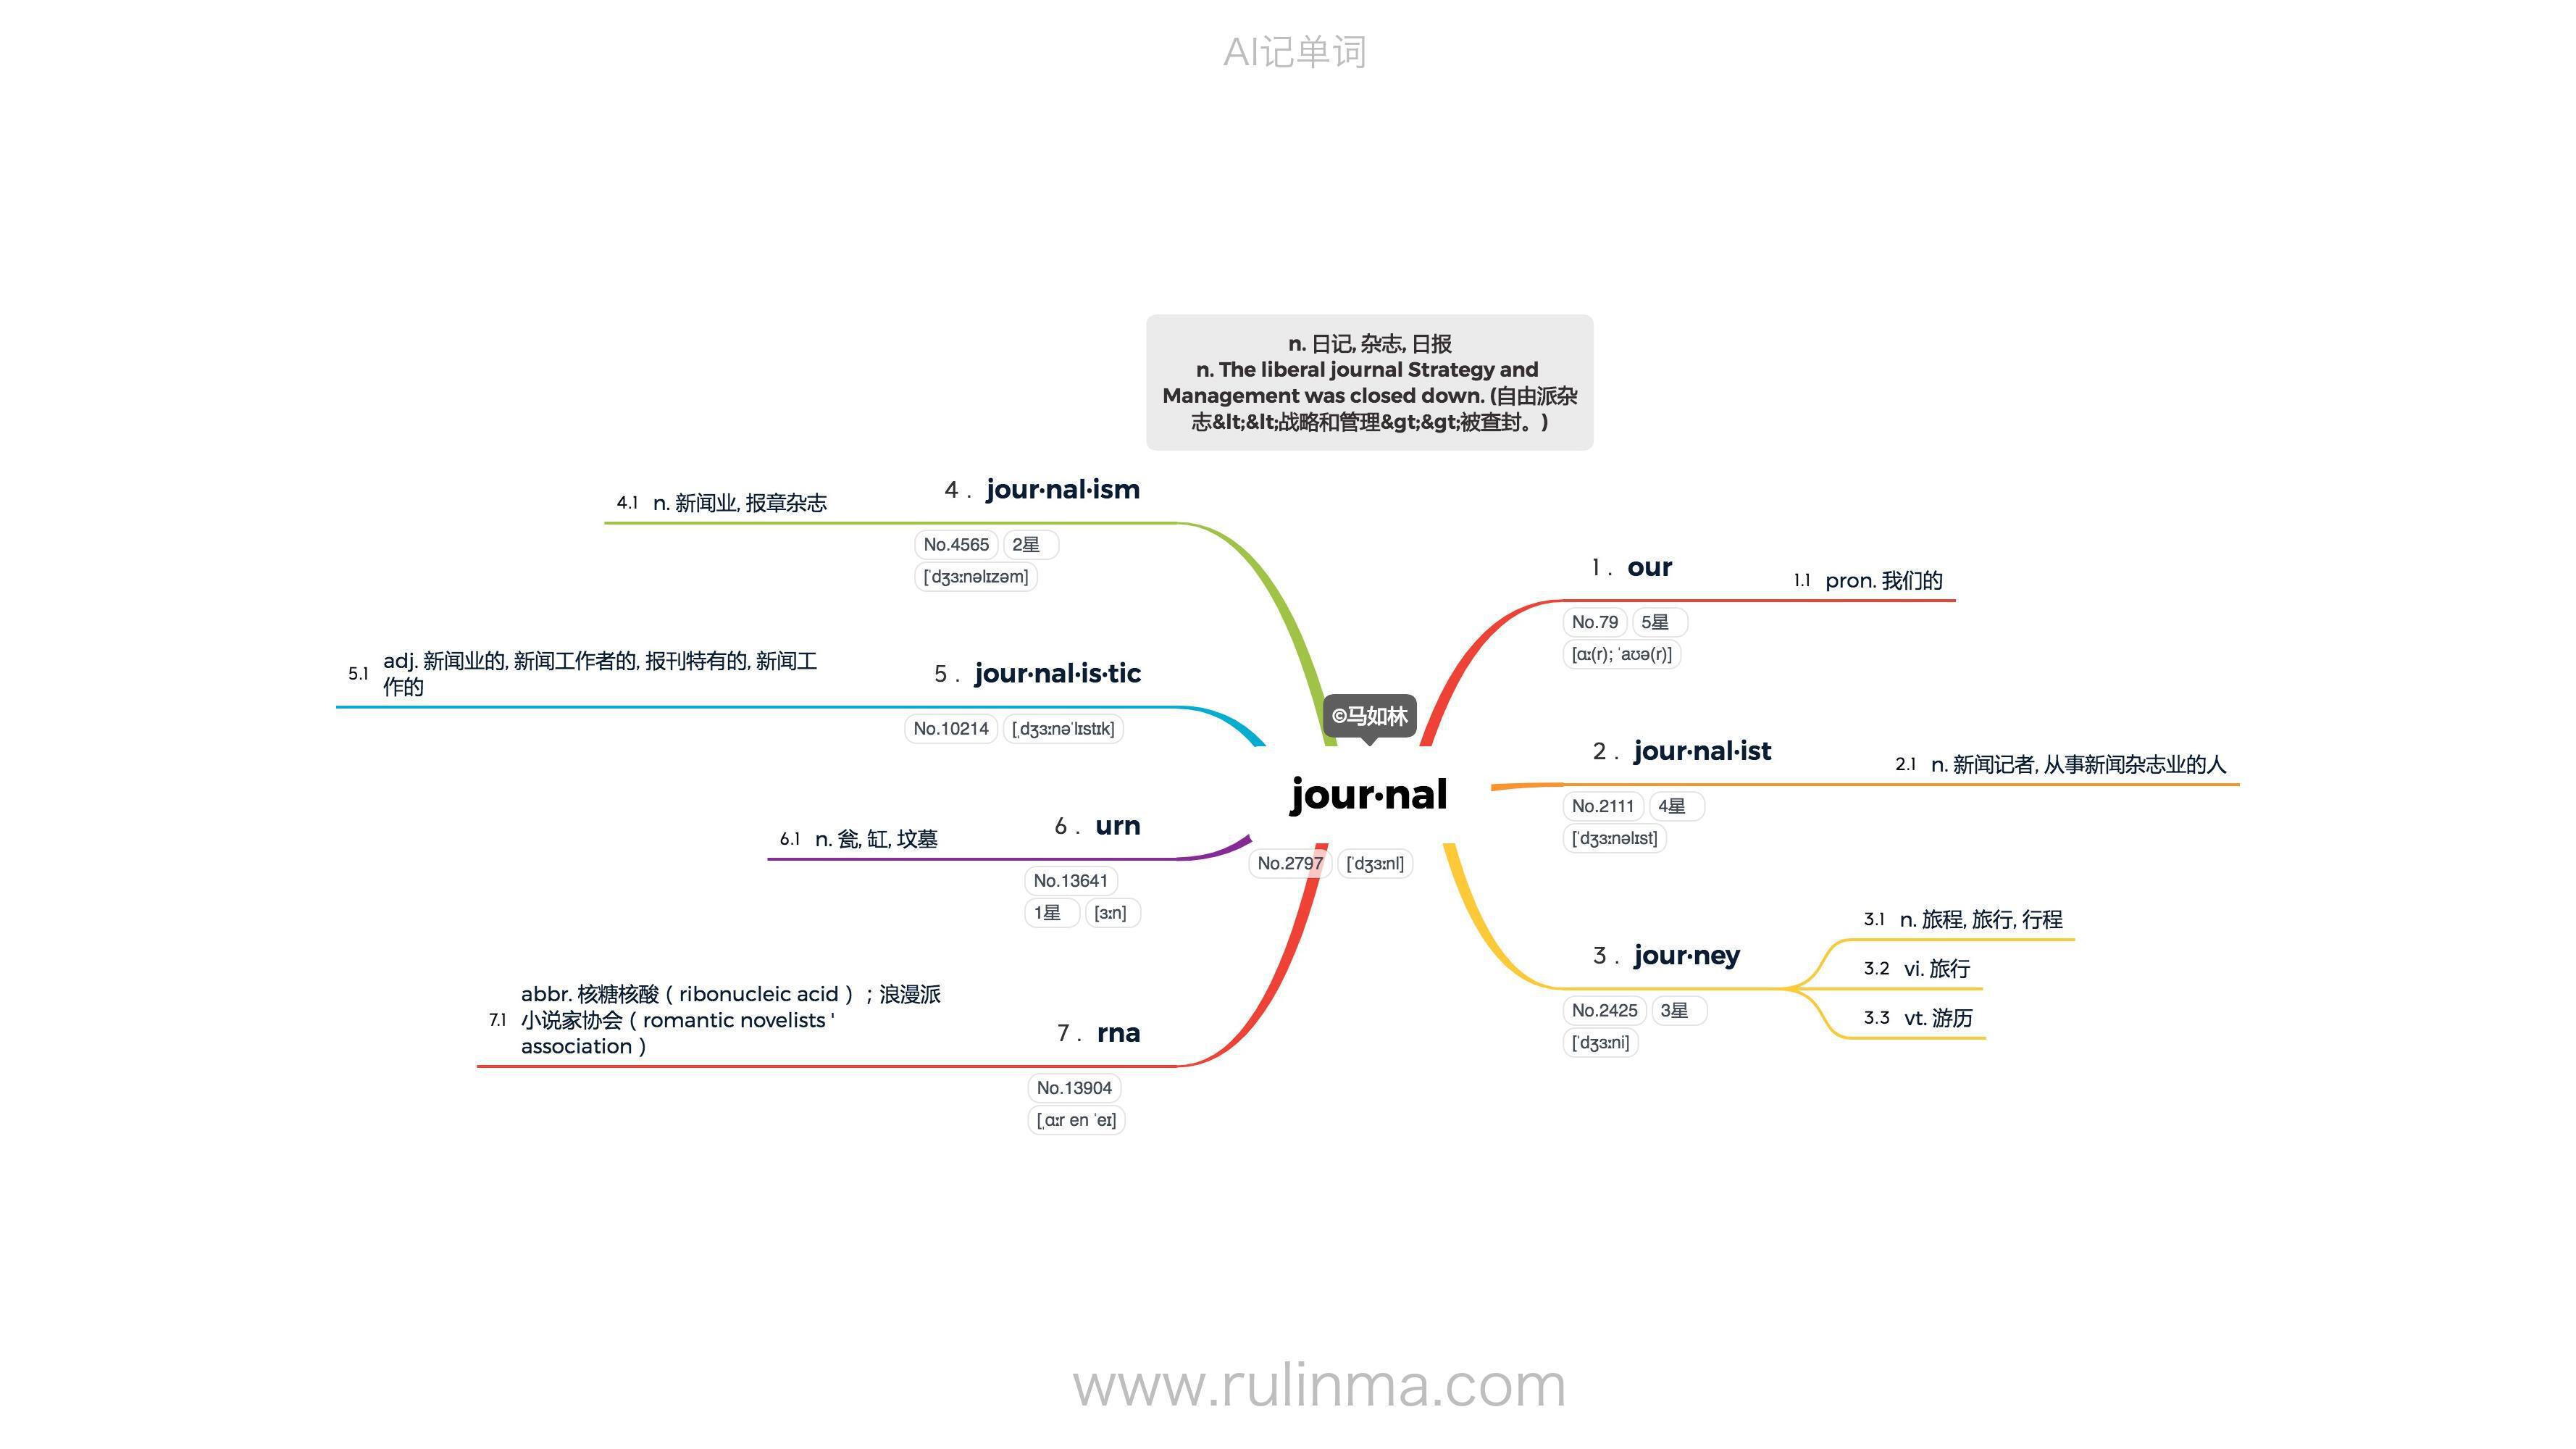 AI记单词
n. 日记, 杂志, 日报
n. The liberal journal Strategy and
Management was closed down. (自由派杂
志&lt;&lt;战略和管理&gt;&gt;被查封。)
©马如林
jour·nal
No.2797 [ˈdʒɜːnl]
1 . our
1.1 pron. 我们的
No.79 5星
[ɑː(r); ˈaʊə(r)]
2 . jour·nal·ist
2.1 n. 新闻记者, 从事新闻杂志业的人
No.2111 4星
[ˈdʒɜːnəlɪst]
3 . jour·ney
3.1 n. 旅程, 旅行, 行程
3.2 vi. 旅行
3.3 vt. 游历
No.2425 3星
[ˈdʒɜːni]
4 . jour·nal·ism
4.1 n. 新闻业, 报章杂志
No.4565 2星
[ˈdʒɜːnəlɪzəm]
5 . jour·nal·is·tic
5.1 adj. 新闻业的, 新闻工作者的, 报刊特有的, 新闻工
作的
No.10214 [ˌdʒɜːnəˈlɪstɪk]
6 . urn
6.1 n. 瓮, 缸, 坟墓
No.13641
1星 [ɜːn]
7 . rna
7.1 abbr. 核糖核酸（ribonucleic acid）；浪漫派
小说家协会（romantic novelists '
association）
No.13904
[ˌɑːr en ˈeɪ]
www.rulinma.com